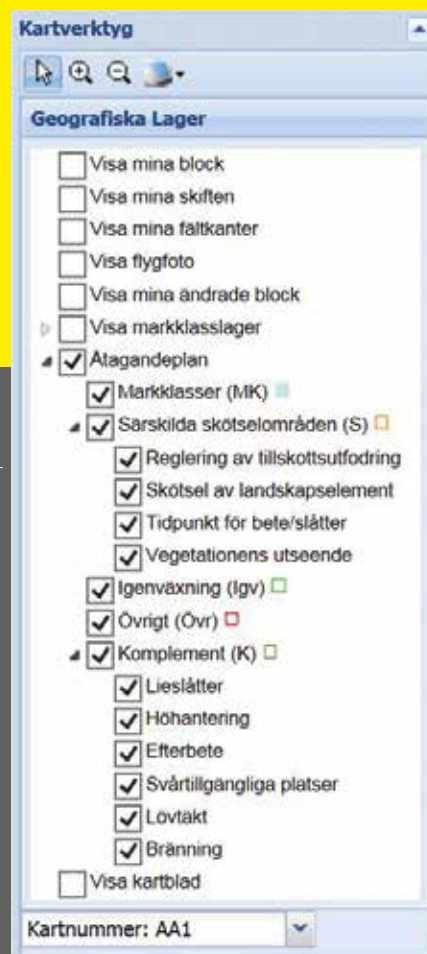 Kartverktyg
Geografiska Lager
Visa mina block
Visa mina skiften
Visa mina fältkanter
Visa flygfoto
Visa mina ändrade block
Visa markklasslager
Åtagandeplan
Markklasser (MK)
Särskilda skötselområden (S)
Reglering av tillskottsutfodring
Skötsel av landskapselement
Tidpunkt för bete/slåtter
Vegetationens utseende
Igenväxning (Igv)
Övrigt (Övr)
Komplement (K)
Lieslåtter
Höhantering
Efterbete
Svårtillgängliga platser
Lövtäkt
Bränning
Visa kartblad
Kartnummer: AA1